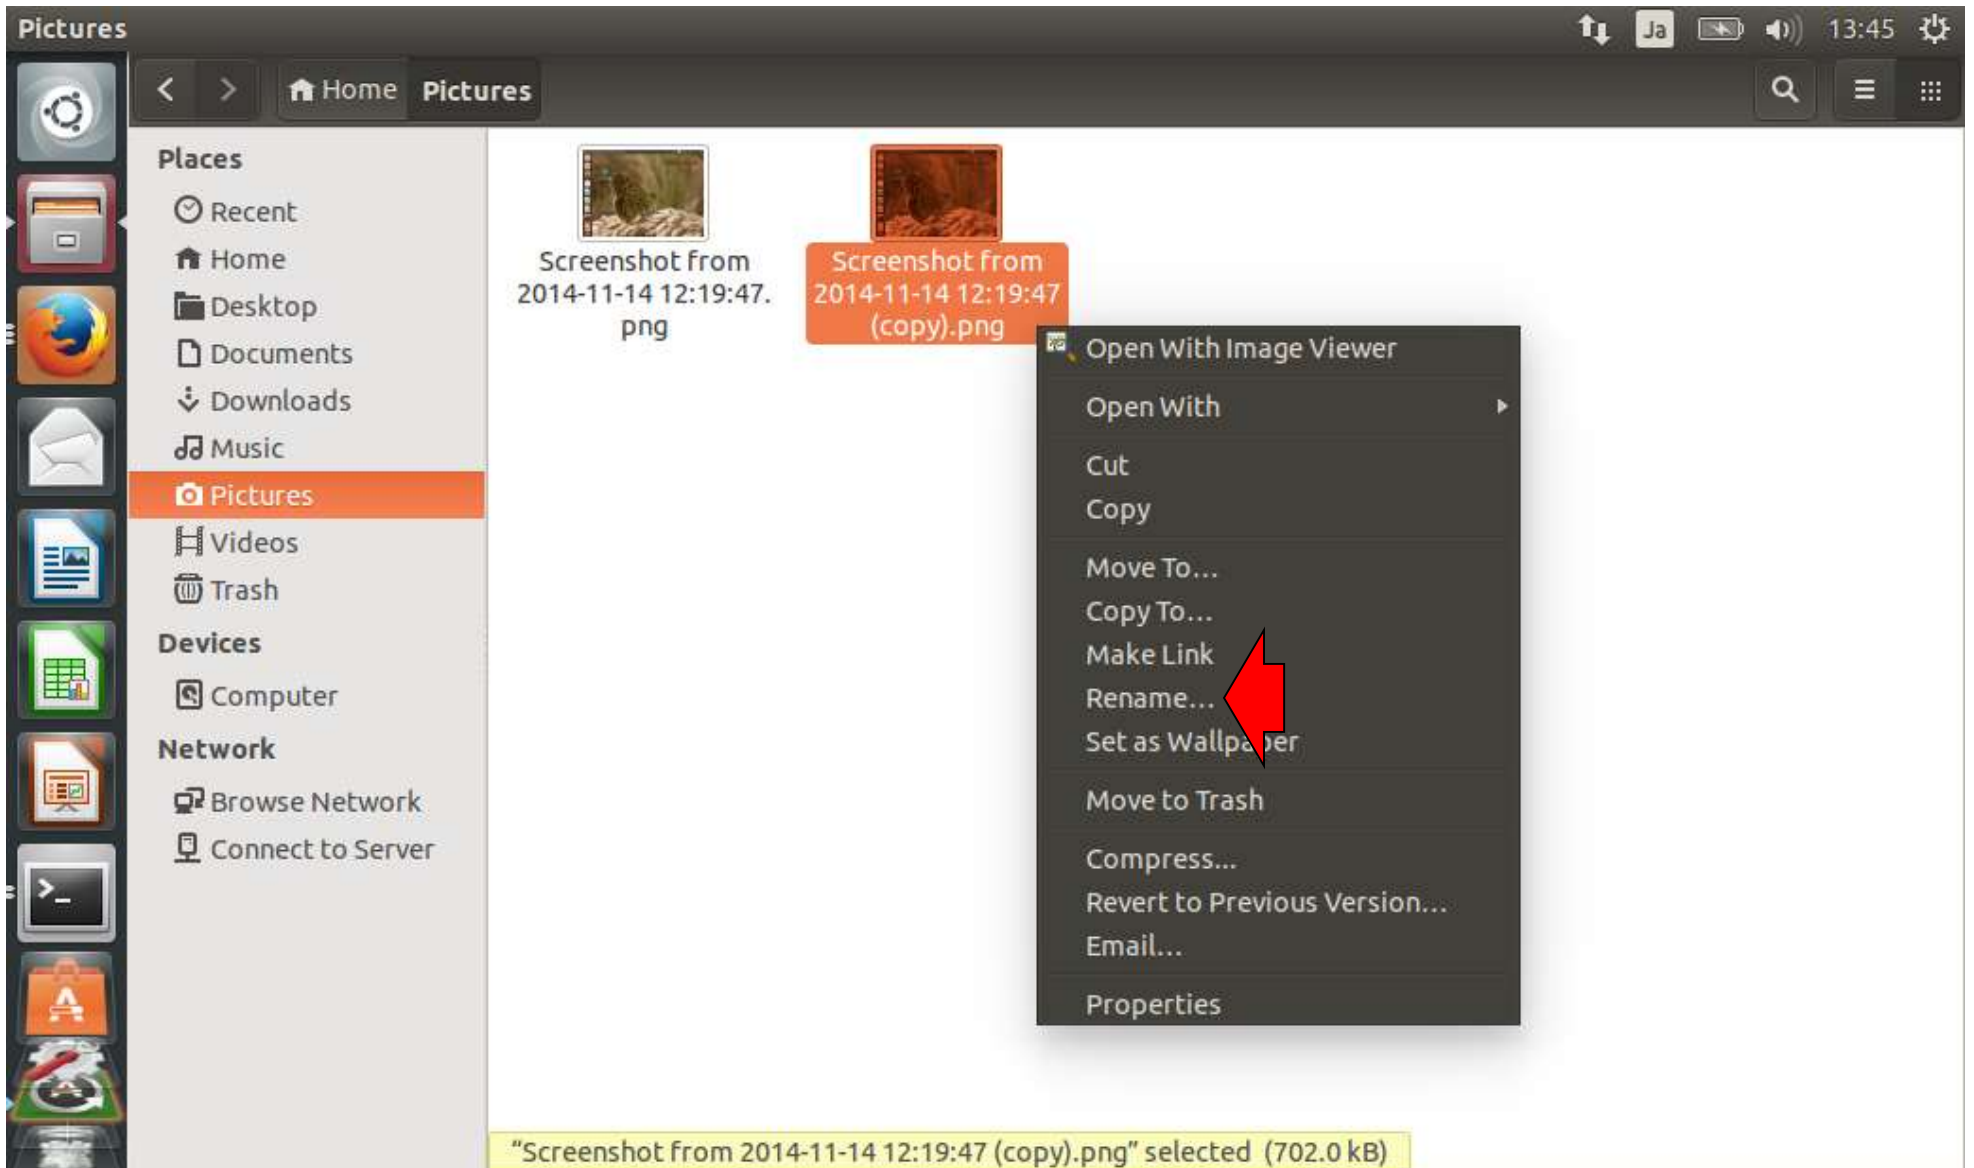 Pictures
Ja
13:45
Home Pictures
Places
Recent
Home
Desktop
Documents
Downloads
Music
Pictures
Videos
Trash
Devices
Computer
Network
Browse Network
Connect to Server
Screenshot from
2014-11-14 12:19:47.
png
Screenshot from
2014-11-14 12:19:47
(copy).png
Open With Image Viewer
Open With
Cut
Copy
Move To...
Copy To...
Make Link
Rename...
Set as Wallpaper
Move to Trash
Compress...
Revert to Previous Version...
Email...
Properties
“Screenshot from 2014-11-14 12:19:47 (copy).png” selected (702.0 kB)